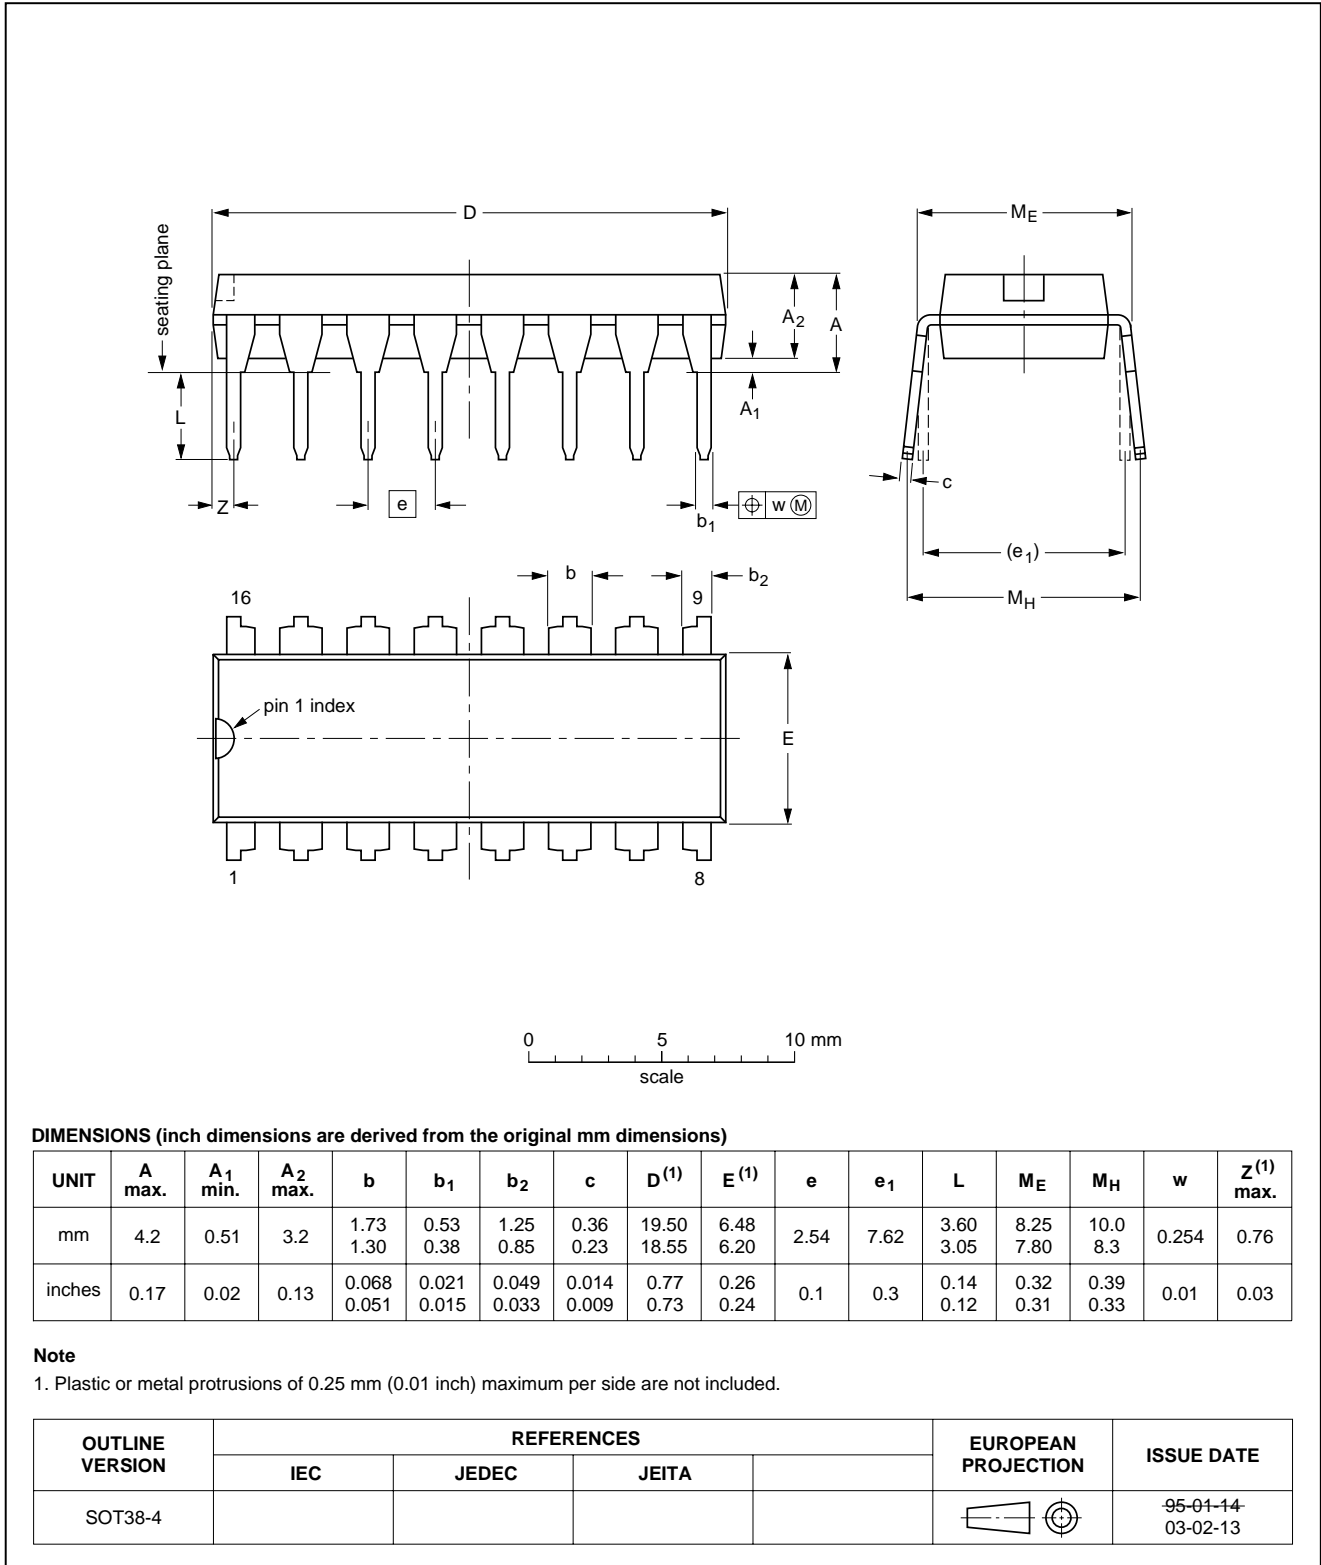 D
ME
seating plane
A2
A
L
A1
c
Z
e
b1
w M
(e1)
b
b2
MH
16
9
pin 1 index
E
1
8
0 5 10 mm
scale
DIMENSIONS (inch dimensions are derived from the original mm dimensions)
UNIT A max. A1 min. A2 max. b b1 b2 c D(1) E(1) e e1 L ME MH w Z(1) max.
mm 4.2 0.51 3.2 1.73 1.30 0.53 0.38 1.25 0.85 0.36 0.23 19.50 18.55 6.48 6.20 2.54 7.62 3.60 3.05 8.25 7.80 10.0 8.3 0.254 0.76
inches 0.17 0.02 0.13 0.068 0.051 0.021 0.015 0.049 0.033 0.014 0.009 0.77 0.73 0.26 0.24 0.1 0.3 0.14 0.12 0.32 0.31 0.39 0.33 0.01 0.03
Note
1. Plastic or metal protrusions of 0.25 mm (0.01 inch) maximum per side are not included.
OUTLINE VERSION REFERENCES EUROPEAN PROJECTION ISSUE DATE
IEC JEDEC JEITA
SOT38-4 95-01-14
03-02-13